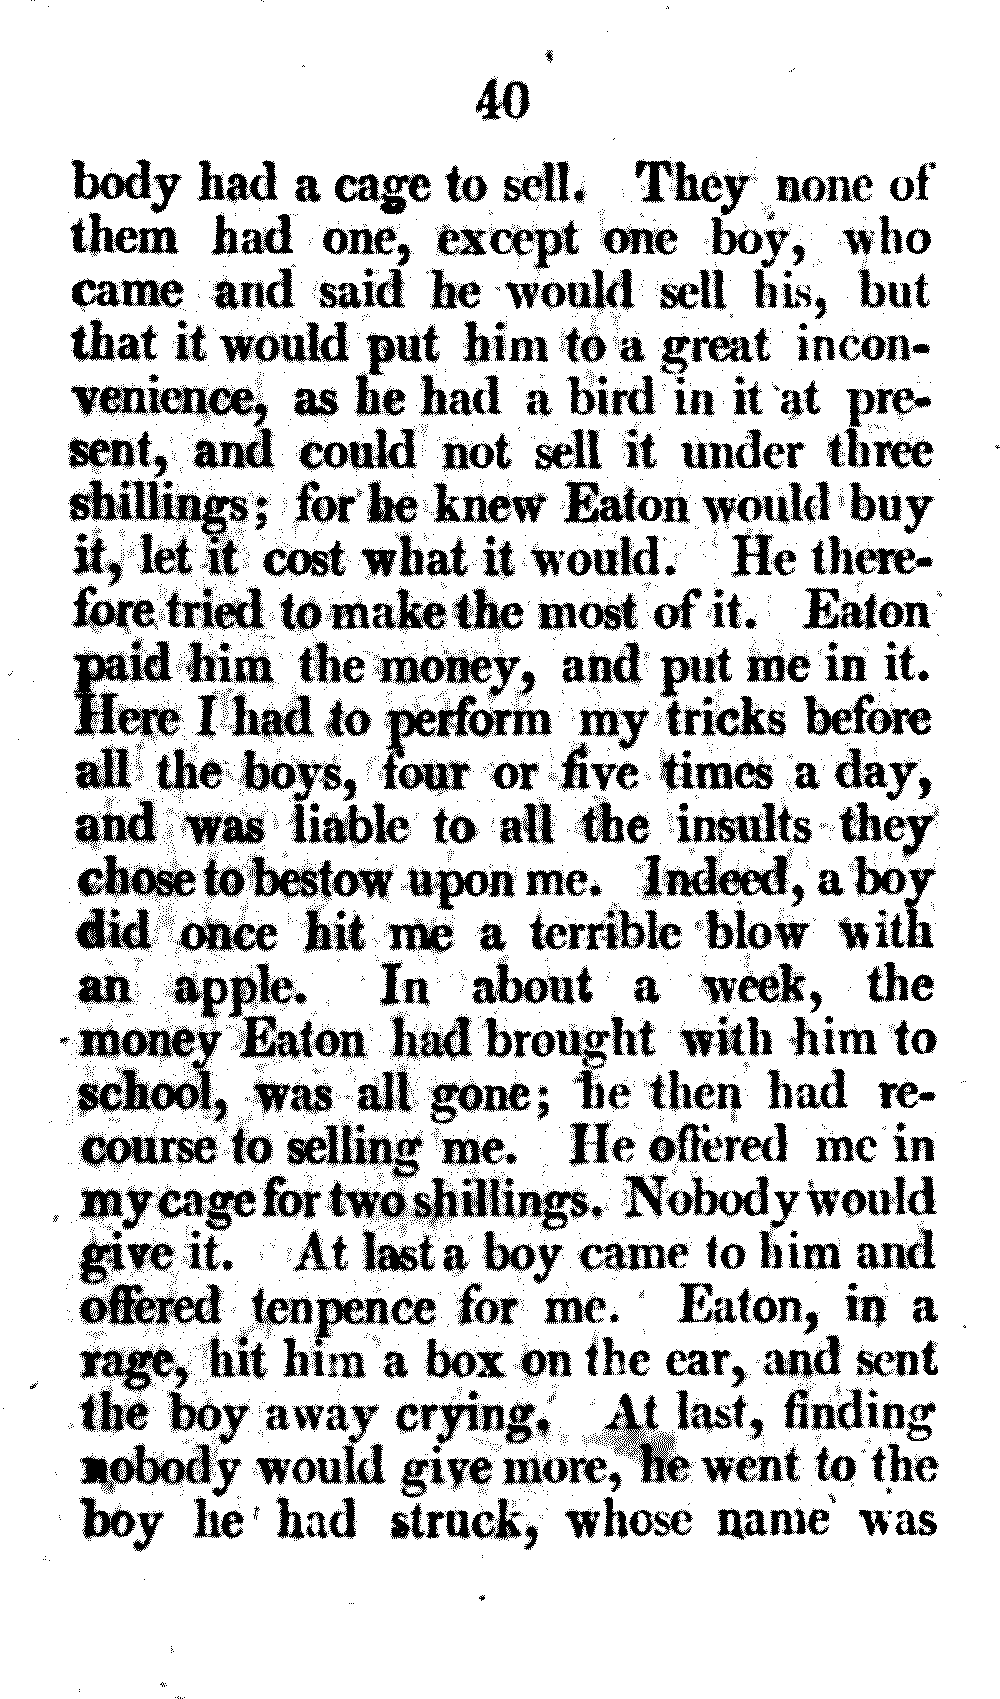 40
body had a cage to sell. They none of
them had one, except one boy, who
came and said he would sell his, but
that it would put him to a great incon-
venience, as he had a bird in it at pre-
sent, and could not sell it under three
shillings; for he knew Eaton would buy
it, let it cost what it would. He there-
fore tried to make the most of it. Eaton
paid him the money, and put me in it.
Here I had to perform my tricks before
all the boys, four or five times a day,
and was liable to all the insults they
chose to bestow upon me. Indeed, a boy
did once hit me a terrible blow with
an apple. In about a week, the
money Eaton had brought with him to
school, was all gone; he then had re-
course to selling me. He offered me in
my cage for two shillings. Nobody would
give it. At last a boy came to him and
offered tenpence for me. Eaton, in a
rage, hit him a box on the ear, and sent
the boy away crying. At last, finding
nobody would give more, he went to the
boy he had struck, whose name was